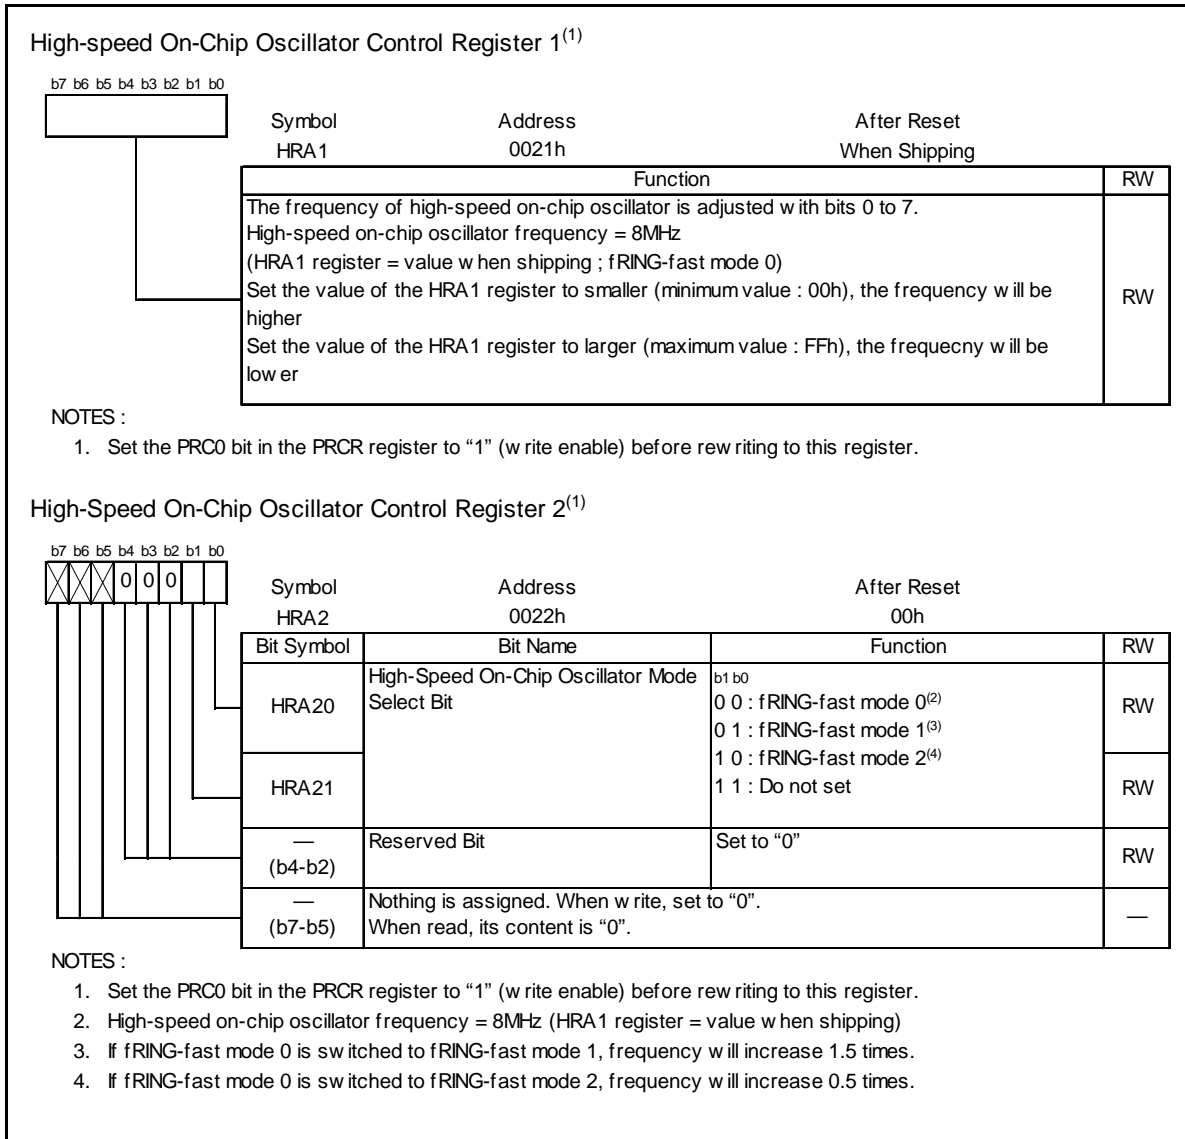 High-speed On-Chip Oscillator Control Register 1(1)
b7 b6 b5 b4 b3 b2 b1 b0
Symbol Address After Reset
HRA1 0021h When Shipping
Function RW
The frequency of high-speed on-chip oscillator is adjusted with bits 0 to 7.
High-speed on-chip oscillator frequency = 8MHz
(HRA1 register = value when shipping ; fRING-fast mode 0)
Set the value of the HRA1 register to smaller (minimum value : 00h), the frequency will be
higher
Set the value of the HRA1 register to larger (maximum value : FFh), the frequecny will be
lower
RW
NOTES :
1. Set the PRC0 bit in the PRCR register to “1” (write enable) before rewriting to this register.
High-Speed On-Chip Oscillator Control Register 2(1)
b7 b6 b5 b4 b3 b2 b1 b0
0 0 0
Symbol Address After Reset
HRA2 0022h 00h
Bit Symbol Bit Name Function RW
HRA20 High-Speed On-Chip Oscillator Mode
Select Bit
b1 b0
0 0 : fRING-fast mode 0(2)
0 1 : fRING-fast mode 1(3)
1 0 : fRING-fast mode 2(4)
1 1 : Do not set
RW
HRA21 RW
—
(b4-b2)
Reserved Bit Set to “0” RW
—
(b7-b5)
Nothing is assigned. When write, set to “0”.
When read, its content is “0”.
—
NOTES :
1. Set the PRC0 bit in the PRCR register to “1” (write enable) before rewriting to this register.
2. High-speed on-chip oscillator frequency = 8MHz (HRA1 register = value when shipping)
3. If fRING-fast mode 0 is switched to fRING-fast mode 1, frequency will increase 1.5 times.
4. If fRING-fast mode 0 is switched to fRING-fast mode 2, frequency will increase 0.5 times.